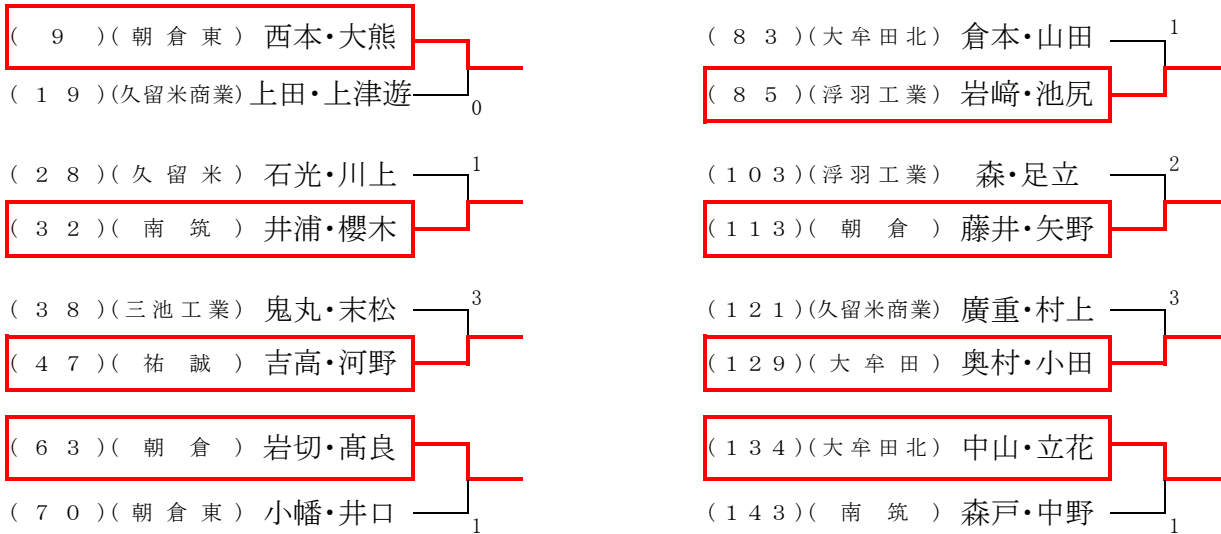 ( 9 )( 朝 倉 東 ) 西本・大熊
( 1 9 )(久留米商業) 上田・上津遊 0
( 2 8 )( 久 留 米 ) 石光・川上 1
( 3 2 )( 南 筑 ) 井浦・櫻木
( 3 8 )(三池工業) 鬼丸・末松 3
( 4 7 )( 祐 誠 ) 吉高・河野
( 6 3 )( 朝 倉 ) 岩切・髙良
( 7 0 )( 朝 倉 東 ) 小幡・井口 1
( 8 3 )(大牟田北) 倉本・山田 1
( 8 5 )(浮羽工業) 岩﨑・池尻
(1 0 3)(浮羽工業) 森・足立 2
(1 1 3)( 朝 倉 ) 藤井・矢野
(1 2 1)(久留米商業) 廣重・村上 3
(1 2 9)( 大 牟 田 ) 奥村・小田
(1 3 4)(大牟田北) 中山・立花
(1 4 3)( 南 筑 ) 森戸・中野 1